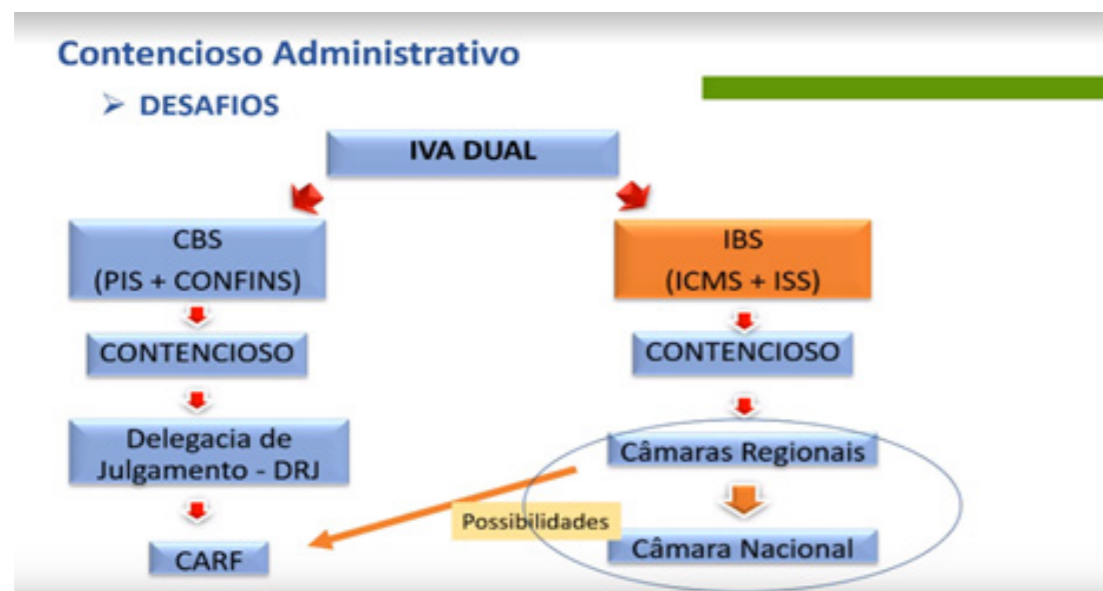 Contencioso Administrativo
➢ DESAFIOS
IVA DUAL
CBS
(PIS + CONFINS)
CONTENCIOSO
Delegacia de
Julgamento - DRJ
CARF
IBS
(ICMS + ISS)
CONTENCIOSO
Câmaras Regionais
Possibilidades
Câmara Nacional